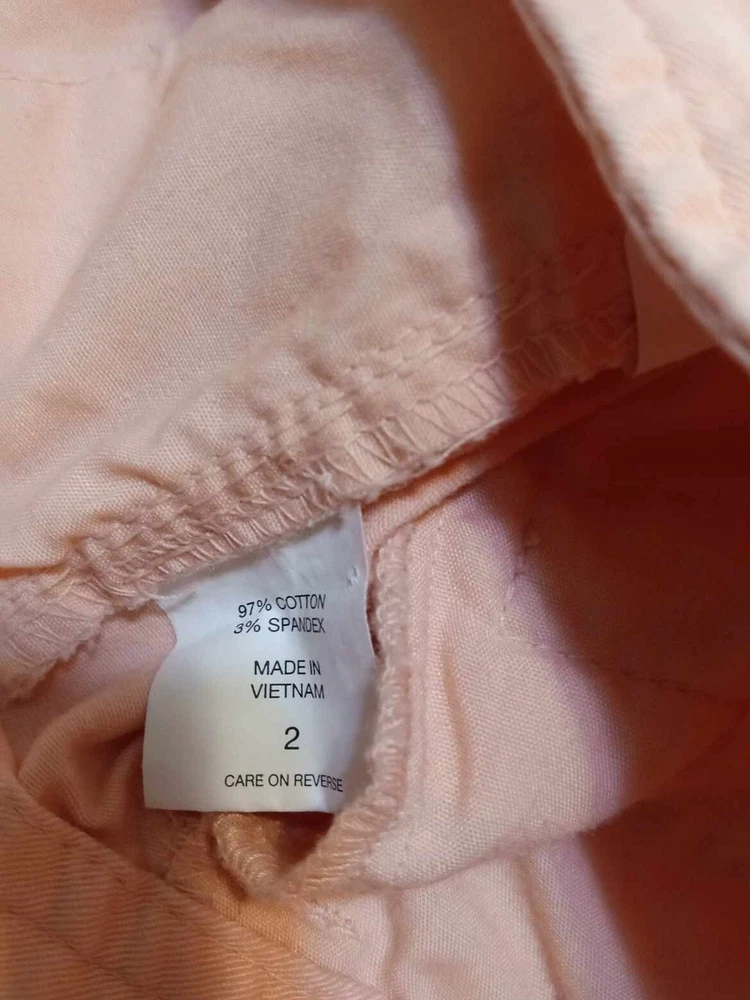 97% COTTON
3% SPANDEX
MADE IN
VIETNAM
2
CARE ON REVERSE